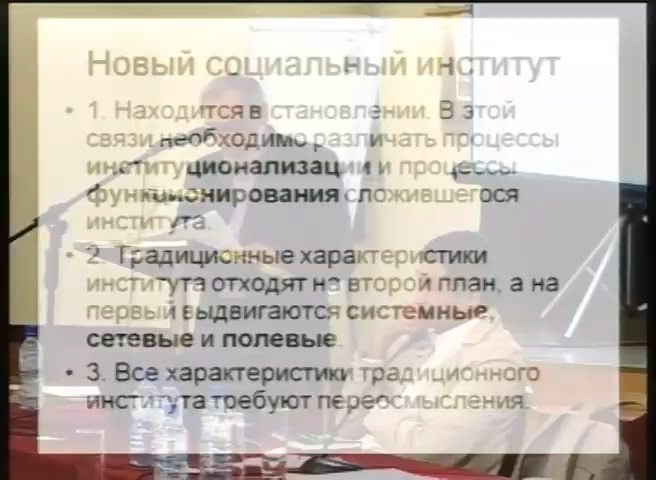 Новый социальный институт
• 1. Находится в становлении. В этой
связи необходимо различать процессы
институционализации и процессы
функционирования сложившегося
института.
• 2. Традиционные характеристики
института отходят на второй план, а на
первый выдвигаются системные,
сетевые и полевые.
• 3. Все характеристики традиционного
института требуют переосмысления.